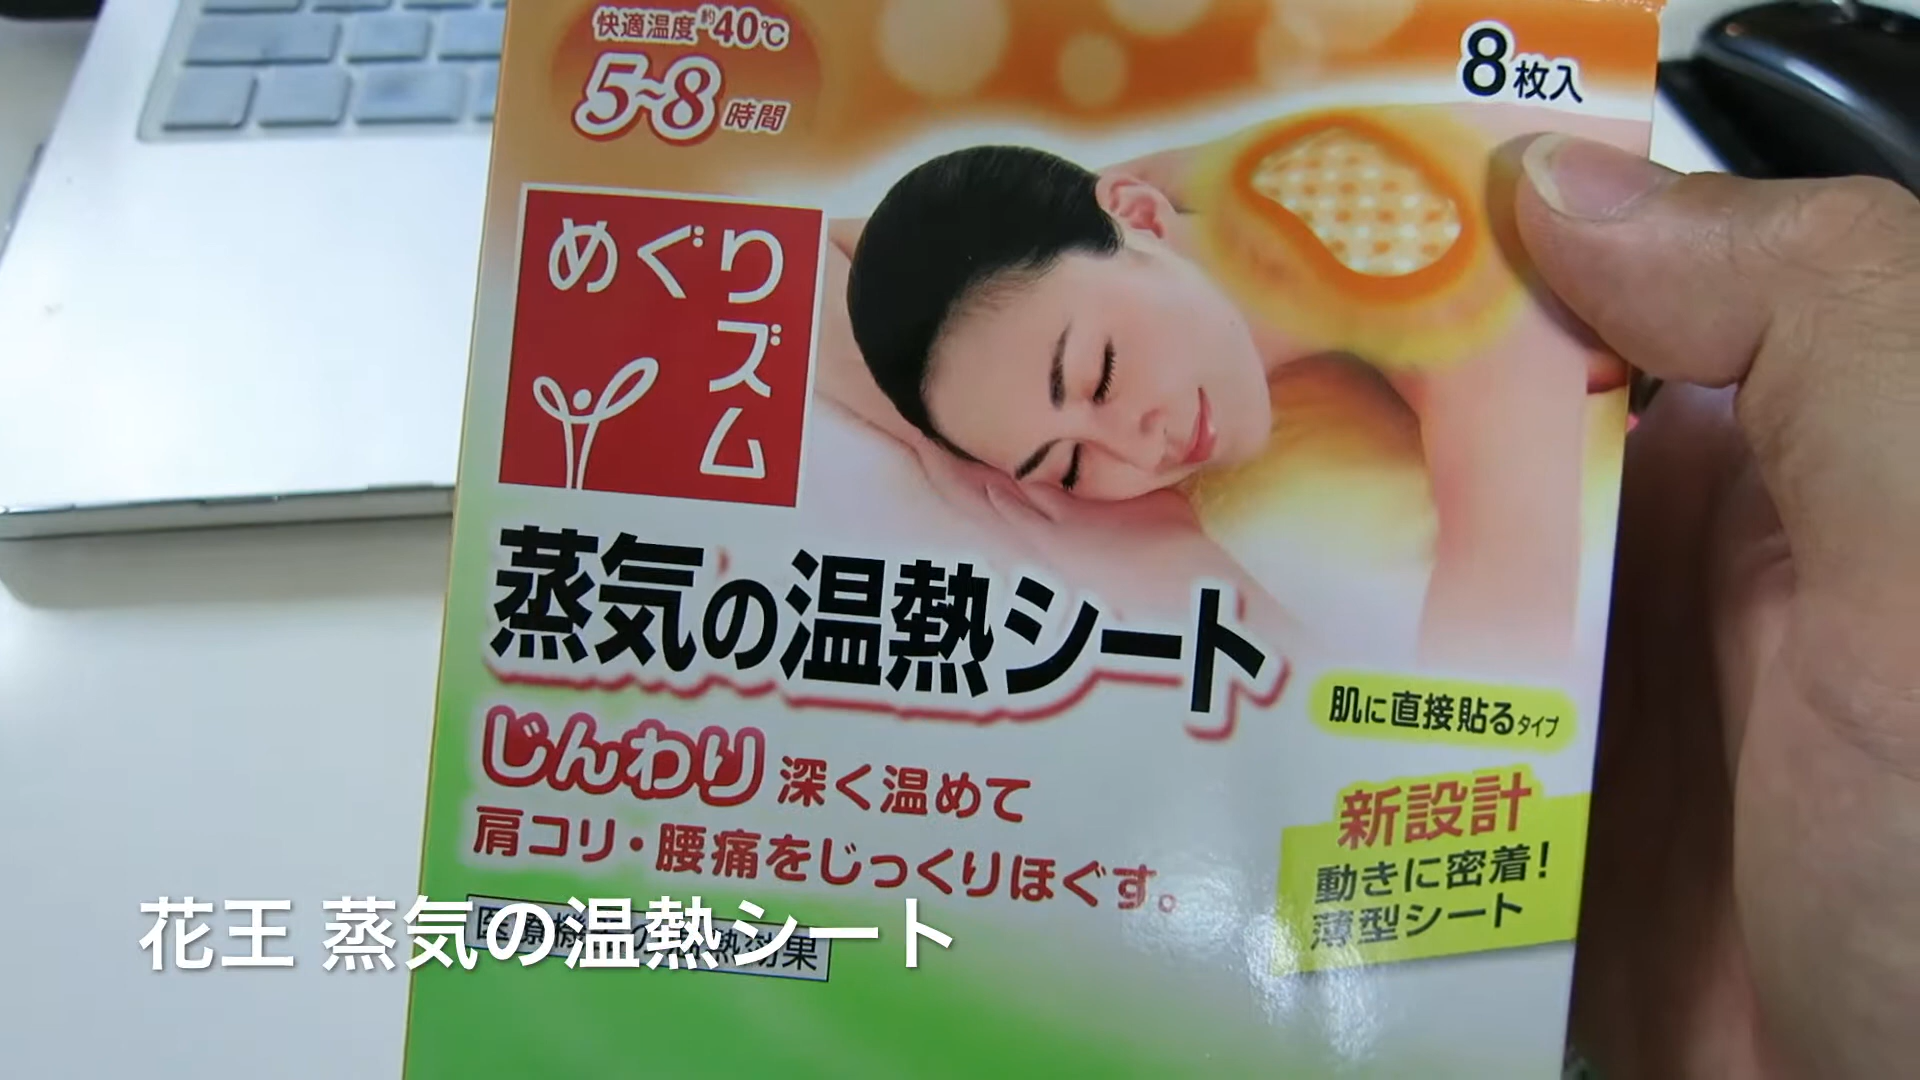 快適温度約40℃
5~8時間
8枚入
めぐり
ズム
蒸気の温熱シート
肌に直接貼るタイプ
じんわり深く温めて
肩コリ・腰痛をじっくりほぐす。
新設計
動きに密着!
薄型シート
花王 蒸気の温熱シート